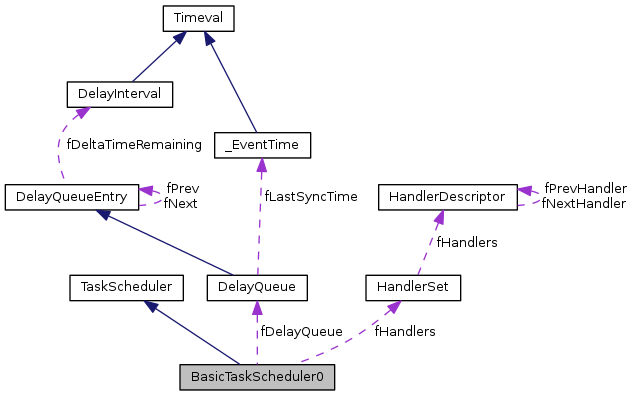 Timeval
DelayInterval
fDeltaTimeRemaining
_EventTime
fPrev
fNext
DelayQueueEntry
fLastSyncTime
HandlerDescriptor
fPrevHandler
fNextHandler
fHandlers
TaskScheduler
DelayQueue
HandlerSet
fDelayQueue
fHandlers
BasicTaskScheduler0